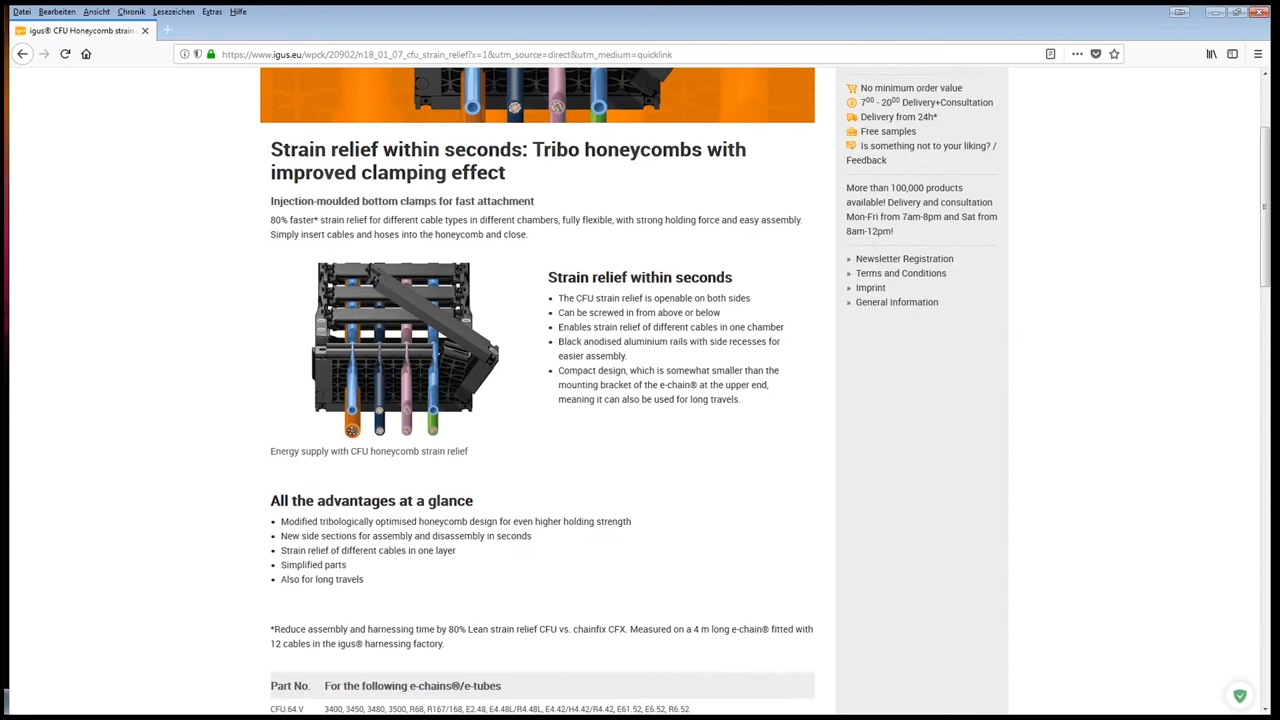 Datei Bearbeiten Ansicht Chronik Lesezeichen Extras Hilfe
igus® CFU Honeycomb strain
https://www.igus.eu/wpck/20902/n18_01_07_cfu_strain_relief?x=1&utm_source=direct&utm_medium=quicklink
Strain relief within seconds: Tribo honeycombs with
improved clamping effect
Injection-moulded bottom clamps for fast attachment
80% faster* strain relief for different cable types in different chambers, fully flexible, with strong holding force and easy assembly.
Simply insert cables and hoses into the honeycomb and close.
Strain relief within seconds
• The CFU strain relief is openable on both sides
• Can be screwed in from above or below
• Enables strain relief of different cables in one chamber
• Black anodised aluminium rails with side recesses for
easier assembly.
• Compact design, which is somewhat smaller than the
mounting bracket of the e-chain® at the upper end,
meaning it can also be used for long travels.
Energy supply with CFU honeycomb strain relief
All the advantages at a glance
• Modified tribologically optimised honeycomb design for even higher holding strength
• New side sections for assembly and disassembly in seconds
• Strain relief of different cables in one layer
• Simplified parts
• Also for long travels
*Reduce assembly and harnessing time by 80% Lean strain relief CFU vs. chainfix CFX. Measured on a 4 m long e-chain® fitted with
12 cables in the igus® harnessing factory.
Part No. For the following e-chains®/e-tubes
CFU.64.V 3400, 3450, 3480, 3500, R68, R167/168, E2.48, E4.48L/R4.48L, E4.42/H4.42/R4.42, E61.52, E6.52, R6.52
No minimum order value
7⁰⁰ - 20⁰⁰ Delivery+Consultation
Delivery from 24h*
Free samples
Is something not to your liking? /
Feedback
More than 100,000 products
available! Delivery and consultation
Mon-Fri from 7am-8pm and Sat from
8am-12pm!
» Newsletter Registration
» Terms and Conditions
» Imprint
» General information